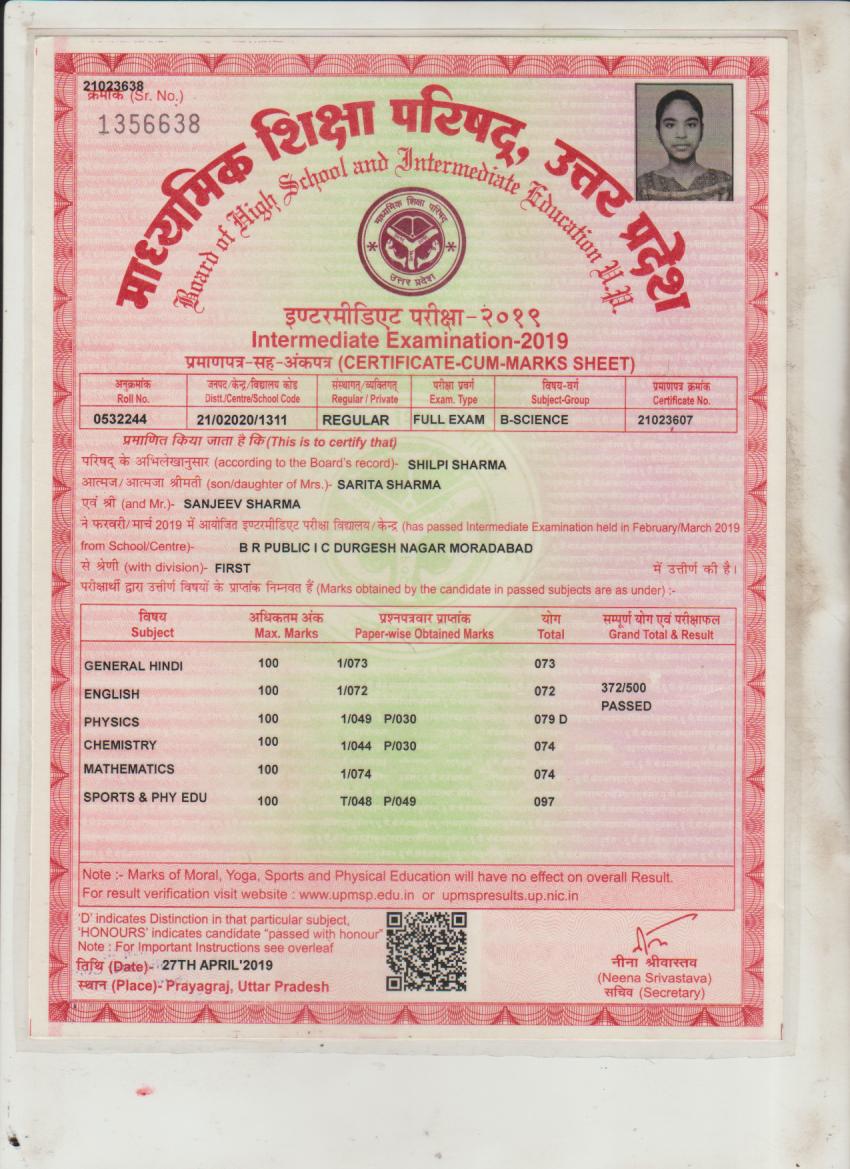 21023638
क्रमांक (Sr. No.)
1356638
माध्यमिक शिक्षा परिषद्, उत्तर प्रदेश
Board of High School and Intermediate Education U.P.
माध्यमिक शिक्षा परिषद्
उत्तर प्रदेश
इण्टरमीडिएट परीक्षा-२०१९
Intermediate Examination-2019
प्रमाणपत्र-सह-अंकपत्र (CERTIFICATE-CUM-MARKS SHEET)
अनुक्रमांक जनपद/केन्द्र/विद्यालय कोड संस्थागत/व्यक्तिगत परीक्षा प्रवर्ग विषय-वर्ग प्रमाणपत्र क्रमांक
Roll No. Distt./Centre/School Code Regular / Private Exam. Type Subject-Group Certificate No.
0532244 21/02020/1311 REGULAR FULL EXAM B-SCIENCE 21023607
प्रमाणित किया जाता है कि (This is to certify that)
परिषद् के अभिलेखानुसार (according to the Board's record)- SHILPI SHARMA
आत्मज/आत्मजा श्रीमती (son/daughter of Mrs.)- SARITA SHARMA
एवं श्री (and Mr.)- SANJEEV SHARMA
ने फरवरी/मार्च 2019 में आयोजित इण्टरमीडिएट परीक्षा विद्यालय/केन्द्र (has passed Intermediate Examination held in February/March 2019
from School/Centre)- B R PUBLIC I C DURGESH NAGAR MORADABAD
से श्रेणी (with division)- FIRST में उत्तीर्ण की है।
परीक्षार्थी द्वारा उत्तीर्ण विषयों के प्राप्तांक निम्नवत हैं (Marks obtained by the candidate in passed subjects are as under) :-
विषय अधिकतम अंक प्रश्नपत्रवार प्राप्तांक योग सम्पूर्ण योग एवं परीक्षाफल
Subject Max. Marks Paper-wise Obtained Marks Total Grand Total & Result
GENERAL HINDI 100 1/073 073
ENGLISH 100 1/072 072 372/500
PASSED
PHYSICS 100 1/049 P/030 079 D
CHEMISTRY 100 1/044 P/030 074
MATHEMATICS 100 1/074 074
SPORTS & PHY EDU 100 T/048 P/049 097
Note :- Marks of Moral, Yoga, Sports and Physical Education will have no effect on overall Result.
For result verification visit website : www.upmsp.edu.in or upmspresults.up.nic.in
'D' indicates Distinction in that particular subject,
'HONOURS' indicates candidate "passed with honour"
Note : For Important Instructions see overleaf
तिथि (Date)- 27TH APRIL'2019
स्थान (Place)- Prayagraj, Uttar Pradesh
नीना श्रीवास्तव
(Neena Srivastava)
सचिव (Secretary)